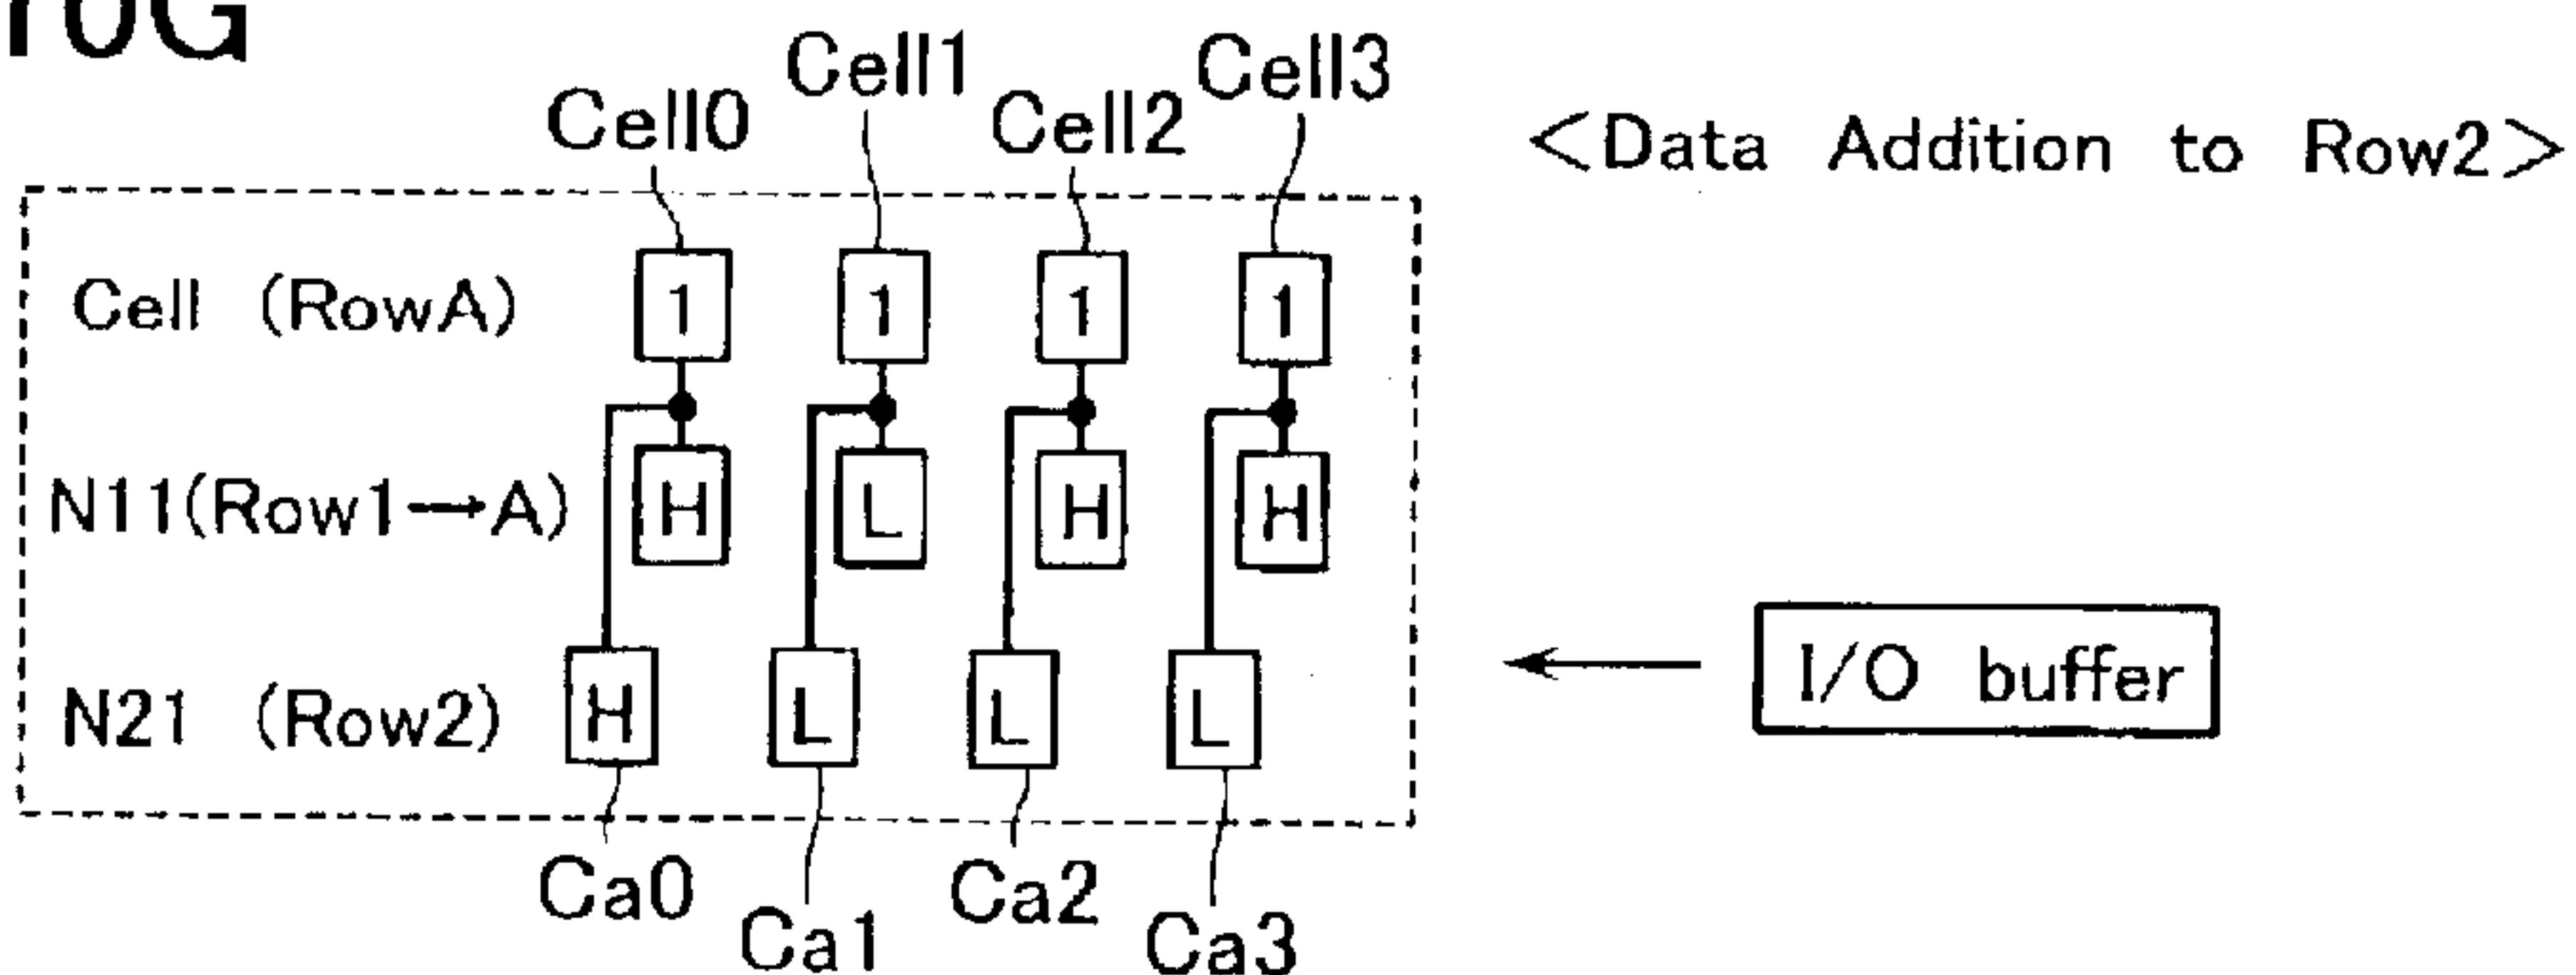 10G
Cell0 Cell1 Cell2 Cell3
<Data Addition to Row2>
Cell (RowA) 1 1 1 1
N11(Row1→A) H L H H
N21 (Row2) H L L L
I/O buffer
Ca0 Ca1 Ca2 Ca3